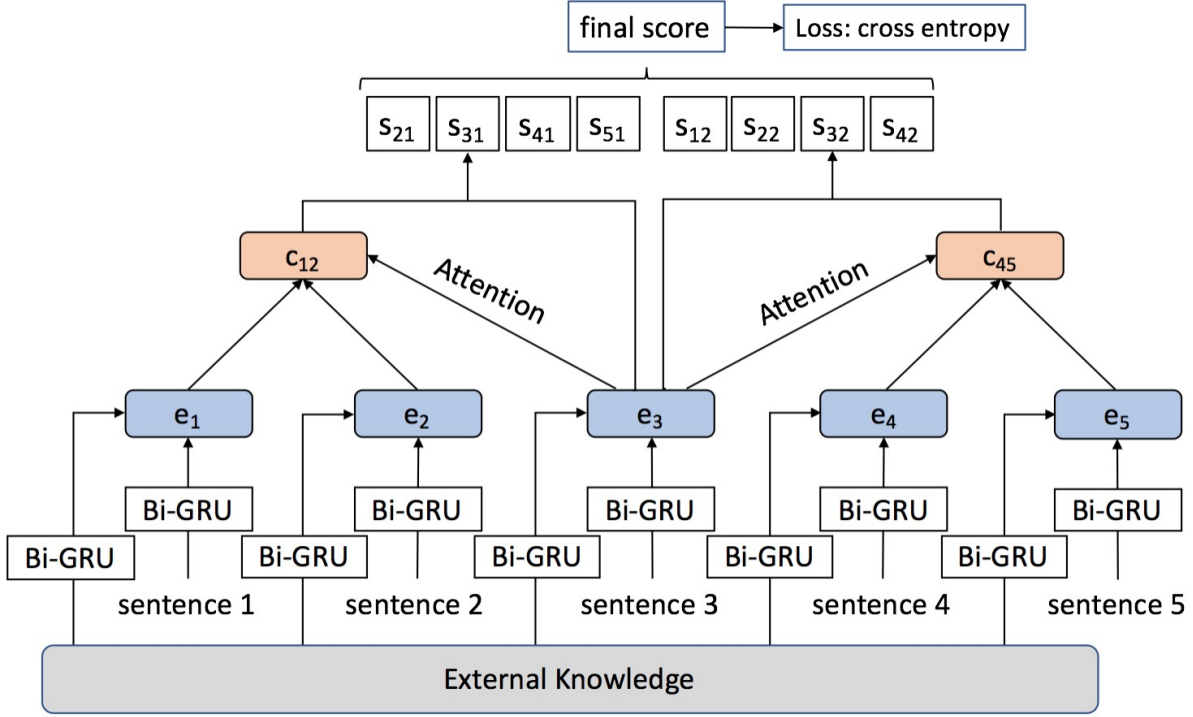 final score
Loss: cross entropy
s₂₁ s₃₁ s₄₁ s₅₁ s₁₂ s₂₂ s₃₂ s₄₂
c₁₂
Attention
Attention
c₄₅
e₁ e₂ e₃ e₄ e₅
Bi-GRU Bi-GRU Bi-GRU Bi-GRU Bi-GRU
Bi-GRU Bi-GRU Bi-GRU Bi-GRU Bi-GRU
sentence 1 sentence 2 sentence 3 sentence 4 sentence 5
External Knowledge